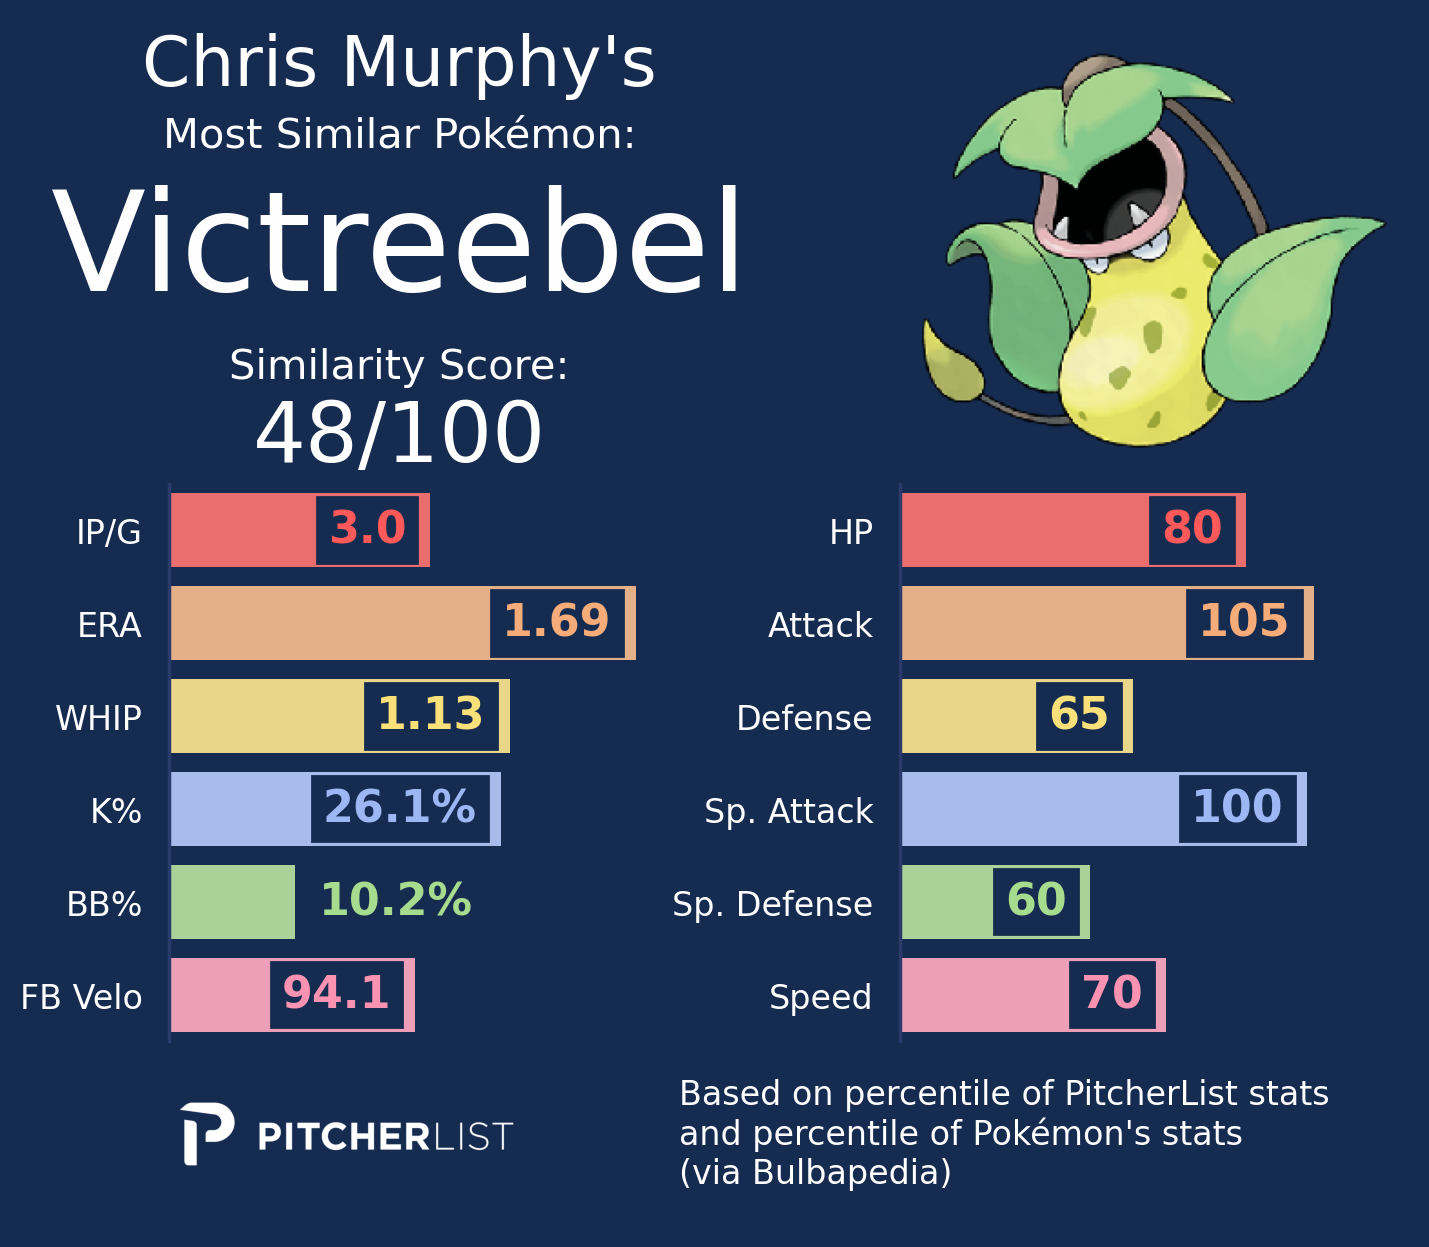 Chris Murphy's
Most Similar Pokémon:
Victreebel
Similarity Score:
48/100
IP/G 3.0
ERA 1.69
WHIP 1.13
K% 26.1%
BB% 10.2%
FB Velo 94.1
HP 80
Attack 105
Defense 65
Sp. Attack 100
Sp. Defense 60
Speed 70
PITCHERLIST
Based on percentile of PitcherList stats
and percentile of Pokémon's stats
(via Bulbapedia)